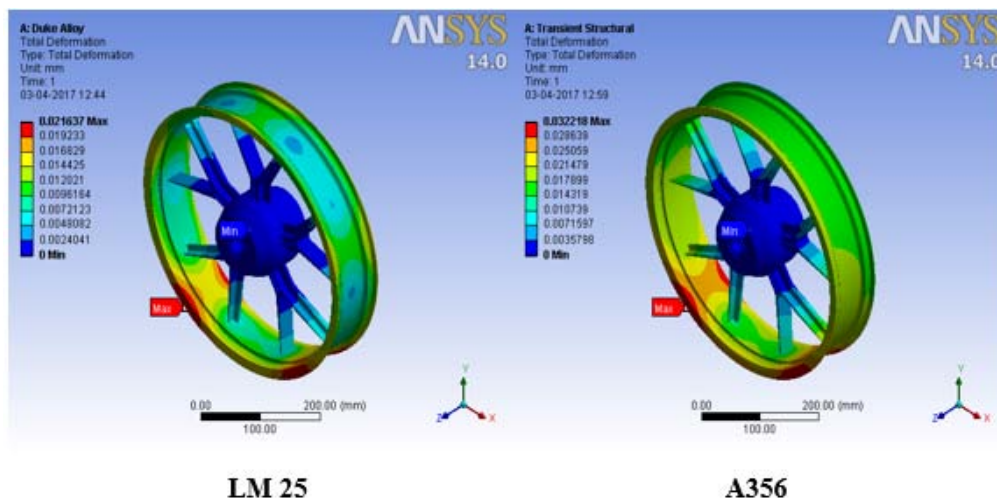 A: Duke Alloy
Total Deformation
Type: Total Deformation
Unit: mm
Time: 1
03-04-2017 12:44
0.021637 Max
0.019233
0.016829
0.014425
0.012021
0.0096164
0.0072123
0.0048082
0.0024041
0 Min
ANSYS
14.0
Min
Max
0.00
200.00 (mm)
100.00
Y
Z
X
LM 25
A: Transient Structural
Total Deformation
Type: Total Deformation
Unit: mm
Time: 1
03-04-2017 12:59
0.032218 Max
0.028639
0.025059
0.021479
0.017899
0.014319
0.010739
0.0071597
0.0035798
0 Min
ANSYS
14.0
Min
Max
0.00
200.00 (mm)
100.00
Y
Z
X
A356